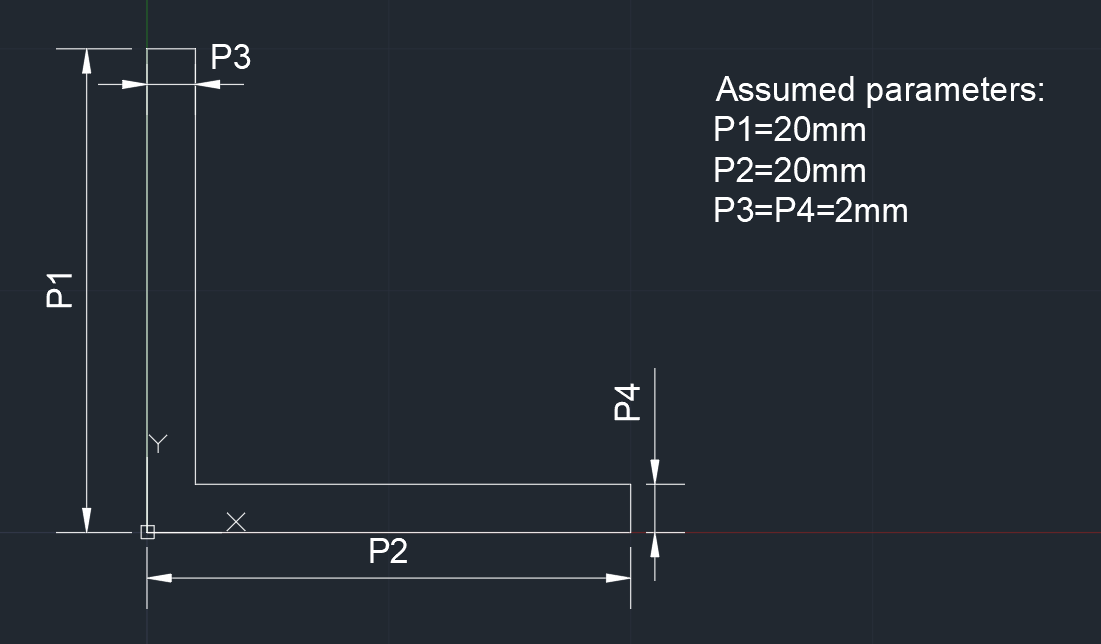 P3
Assumed parameters:
P1=20mm
P2=20mm
P3=P4=2mm
P1
P4
Y
X
P2